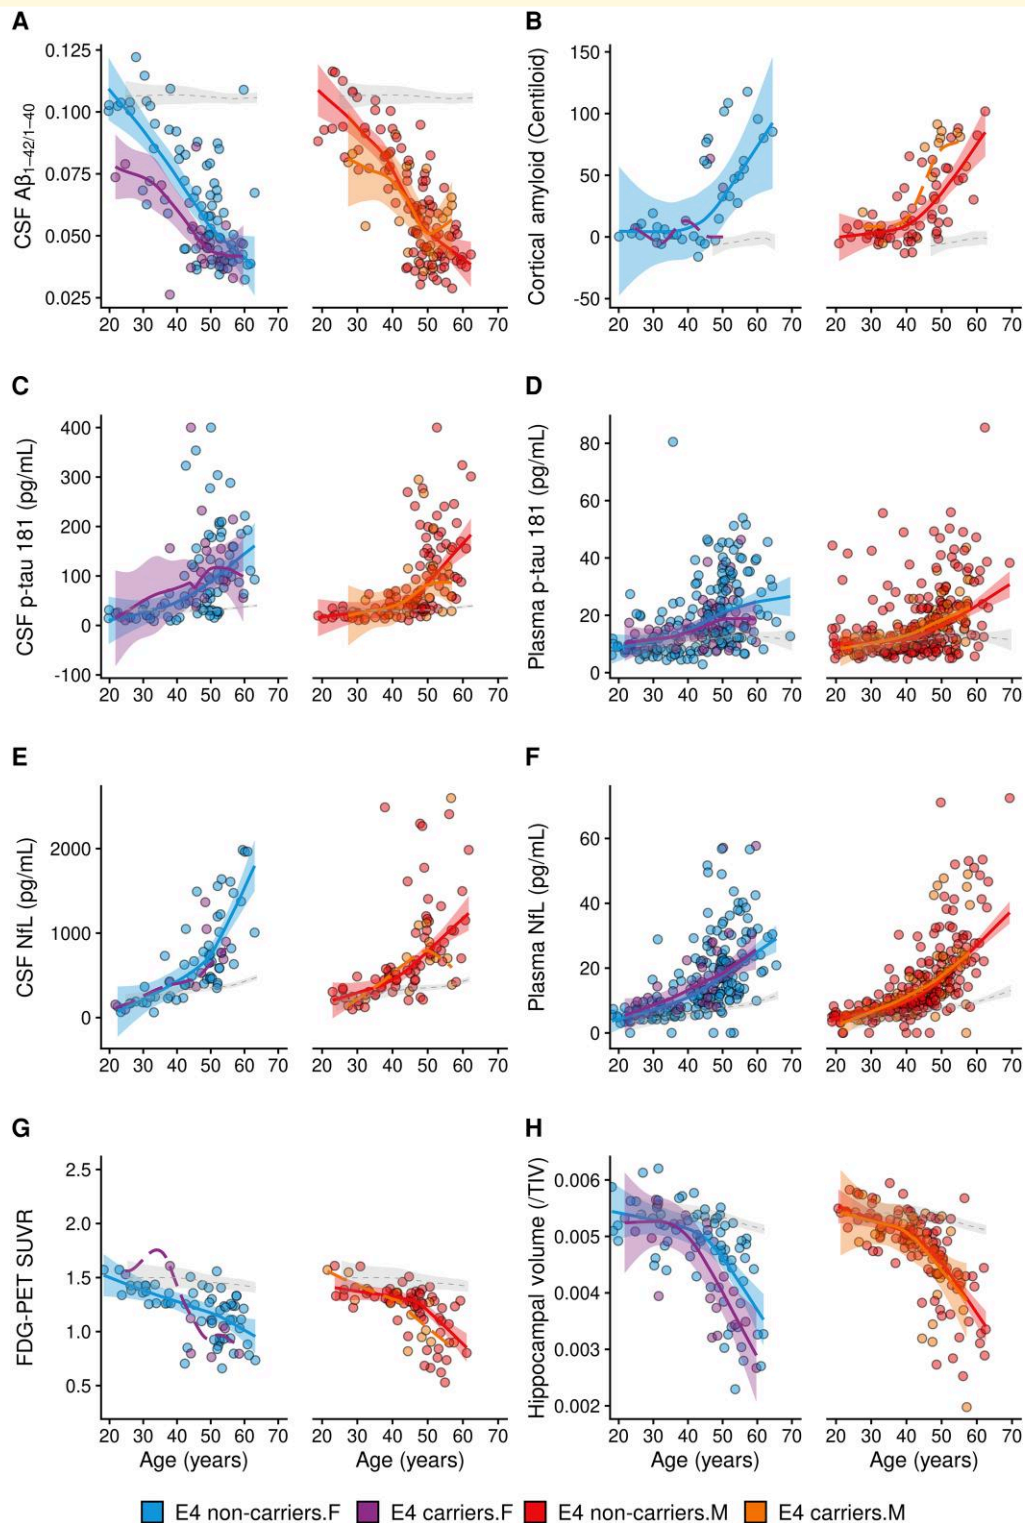 A
B
CSF Aβ1–42/1–40
0.125
0.100
0.075
0.050
0.025
20 30 40 50 60 70 20 30 40 50 60 70
Cortical amyloid (Centiloid)
150
100
50
0
-50
20 30 40 50 60 70 20 30 40 50 60 70
C
D
CSF p-tau 181 (pg/mL)
400
300
200
100
0
-100
20 30 40 50 60 70 20 30 40 50 60 70
Plasma p-tau 181 (pg/mL)
80
60
40
20
0
20 30 40 50 60 70 20 30 40 50 60 70
E
F
CSF NfL (pg/mL)
2000
1000
0
20 30 40 50 60 70 20 30 40 50 60 70
Plasma NfL (pg/mL)
60
40
20
0
20 30 40 50 60 70 20 30 40 50 60 70
G
H
FDG-PET SUVR
2.5
2.0
1.5
1.0
0.5
20 30 40 50 60 70 20 30 40 50 60 70
Age (years) Age (years)
Hippocampal volume (/TIV)
0.006
0.005
0.004
0.003
0.002
20 30 40 50 60 70 20 30 40 50 60 70
Age (years) Age (years)
E4 non-carriers.F E4 carriers.F E4 non-carriers.M E4 carriers.M